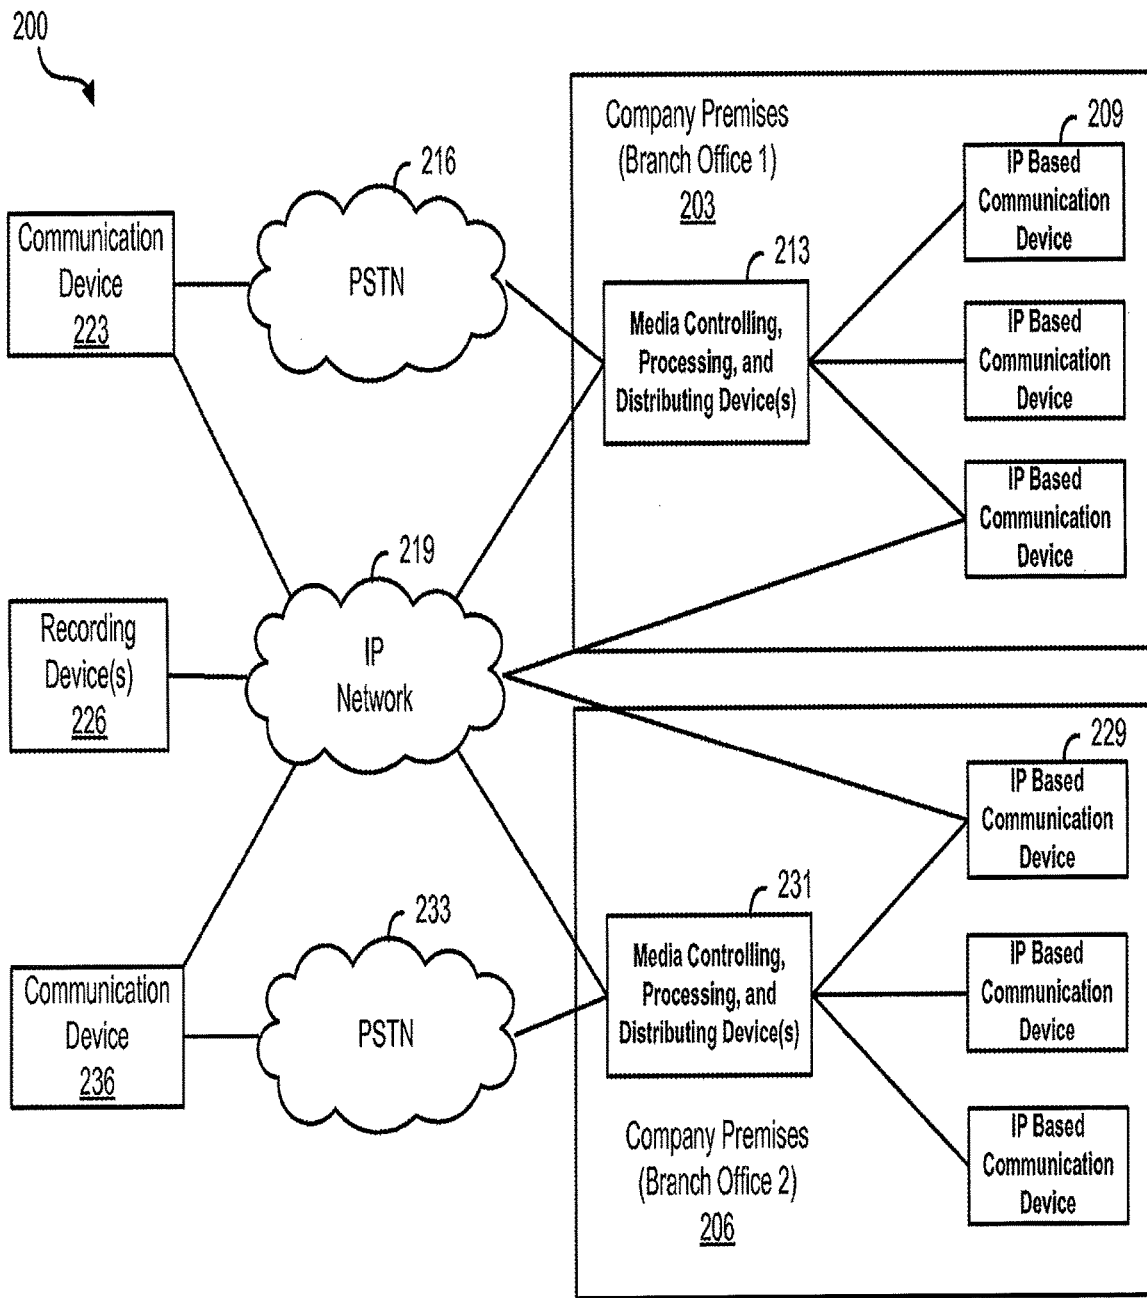 200
Company Premises
(Branch Office 1)
203
209
IP Based
Communication
Device
216
PSTN
Communication
Device
223
213
Media Controlling,
Processing, and
Distributing Device(s)
IP Based
Communication
Device
IP Based
Communication
Device
219
IP
Network
Recording
Device(s)
226
229
IP Based
Communication
Device
231
Media Controlling,
Processing, and
Distributing Device(s)
233
PSTN
Communication
Device
236
IP Based
Communication
Device
Company Premises
(Branch Office 2)
206
IP Based
Communication
Device